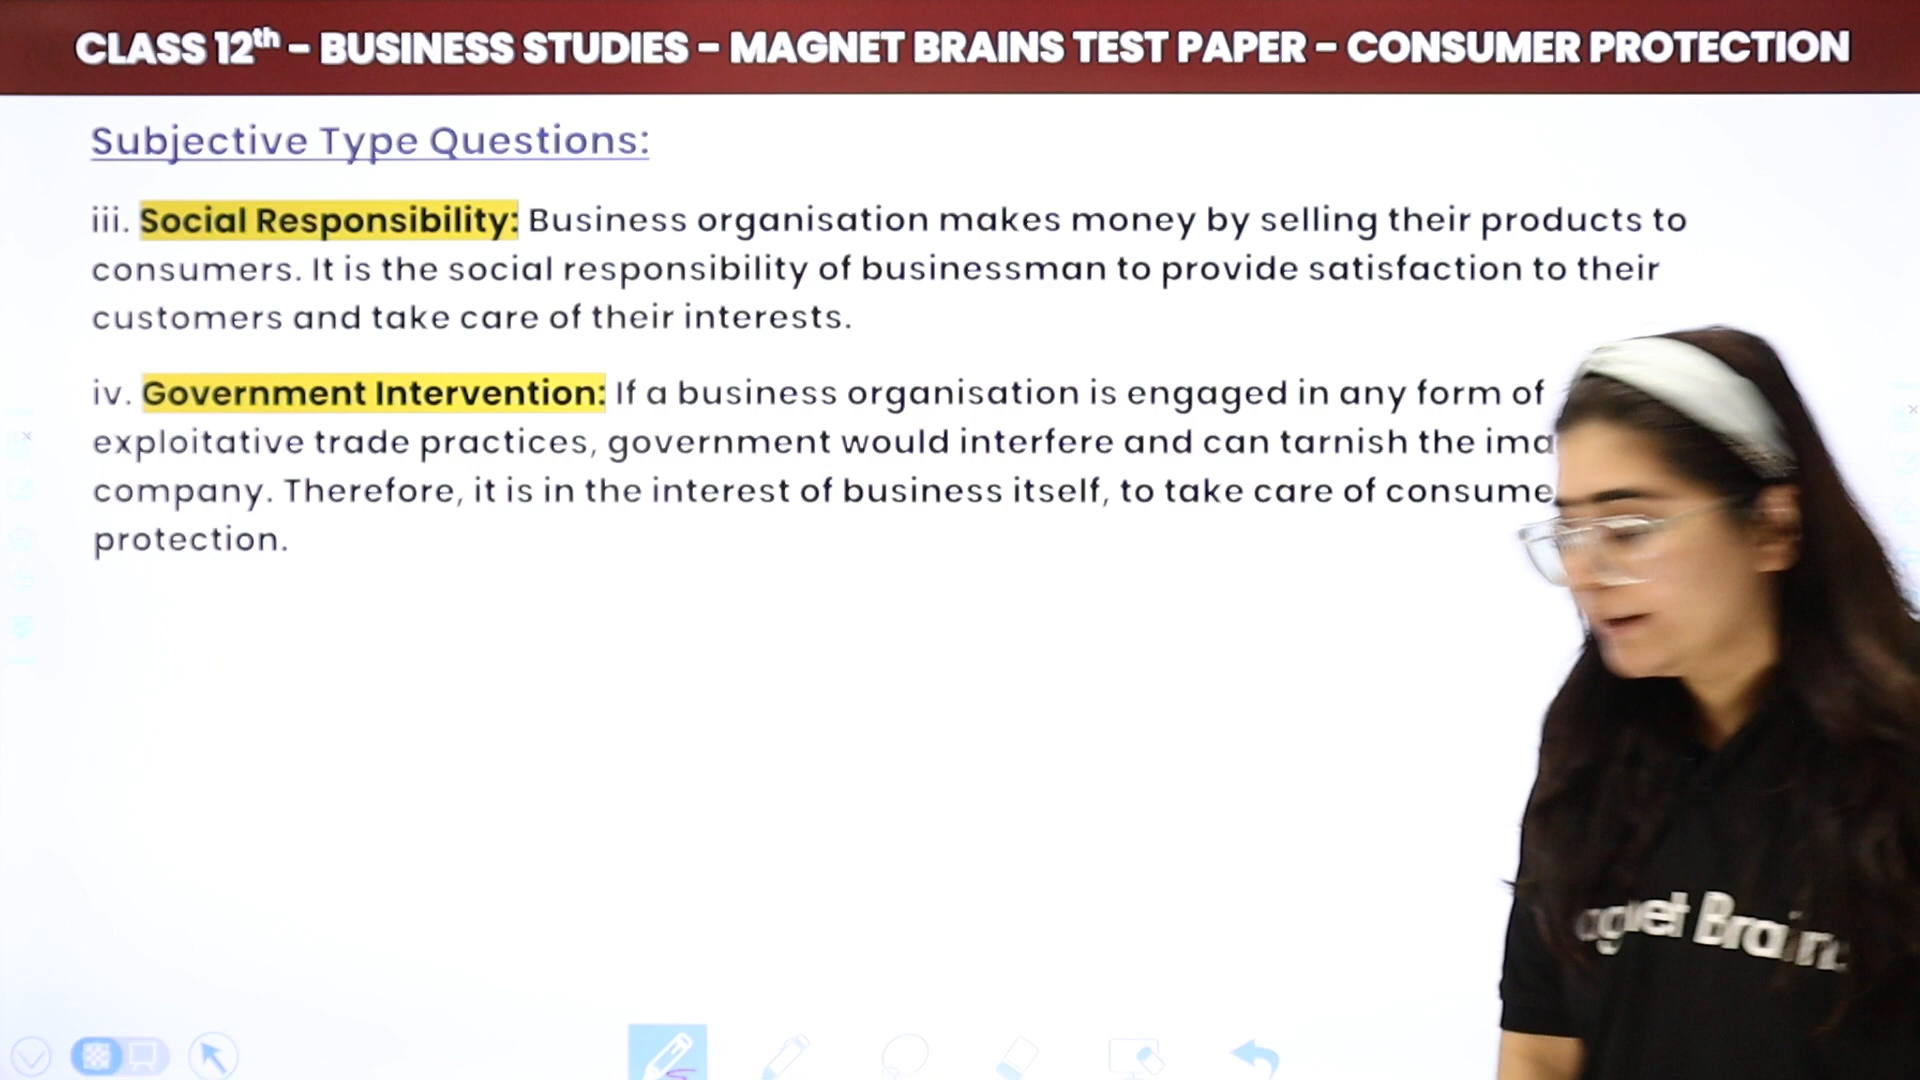 CLASS 12th – BUSINESS STUDIES – MAGNET BRAINS TEST PAPER – CONSUMER PROTECTION
Subjective Type Questions:
iii. Social Responsibility: Business organisation makes money by selling their products to
consumers. It is the social responsibility of businessman to provide satisfaction to their
customers and take care of their interests.
iv. Government Intervention: If a business organisation is engaged in any form of
exploitative trade practices, government would interfere and can tarnish the
company. Therefore, it is in the interest of business itself, to take care of
protection.